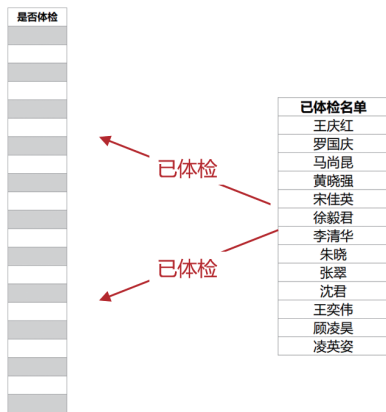 是否体检
已体检名单
王庆红
罗国庆
马尚昆
黄晓强
宋佳英
徐毅君
李清华
朱晓
张翠
沈君
王奕伟
顾凌昊
凌英姿
已体检
已体检